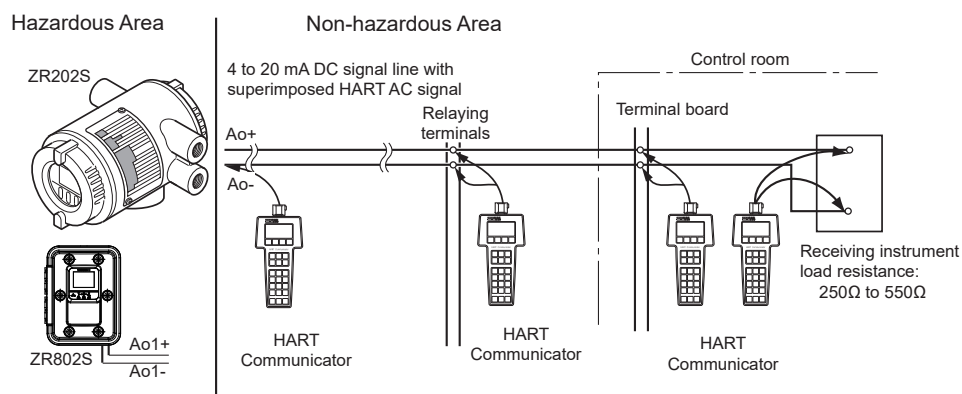 Hazardous Area
Non-hazardous Area
ZR202S
4 to 20 mA DC signal line with
superimposed HART AC signal
Control room
Relaying
terminals
Terminal board
Ao+
Ao-
Receiving instrument
load resistance:
250Ω to 550Ω
ZR802S
Ao1+
Ao1-
HART
Communicator
HART
Communicator
HART
Communicator